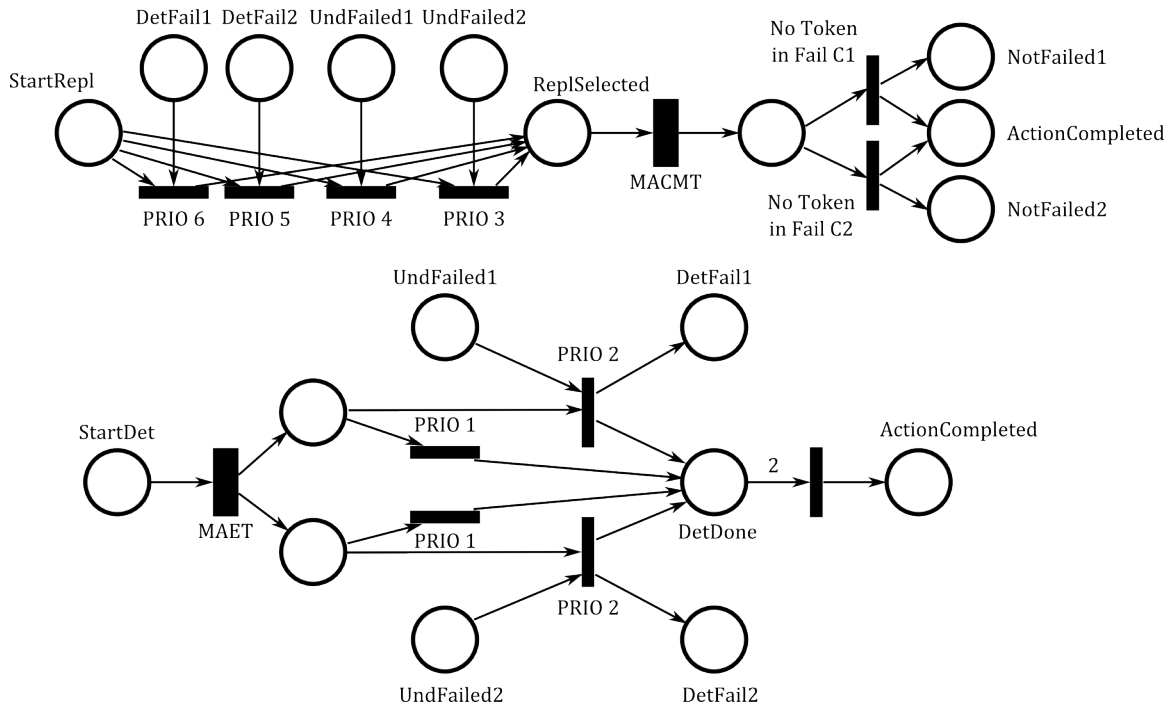 DetFail1
DetFail2
UndFailed1
UndFailed2
StartRepl
PRIO 6
PRIO 5
PRIO 4
PRIO 3
ReplSelected
MACMT
No Token
in Fail C1
No Token
in Fail C2
NotFailed1
ActionCompleted
NotFailed2
UndFailed1
DetFail1
PRIO 2
StartDet
MAET
PRIO 1
PRIO 1
DetDone
2
ActionCompleted
PRIO 2
UndFailed2
DetFail2